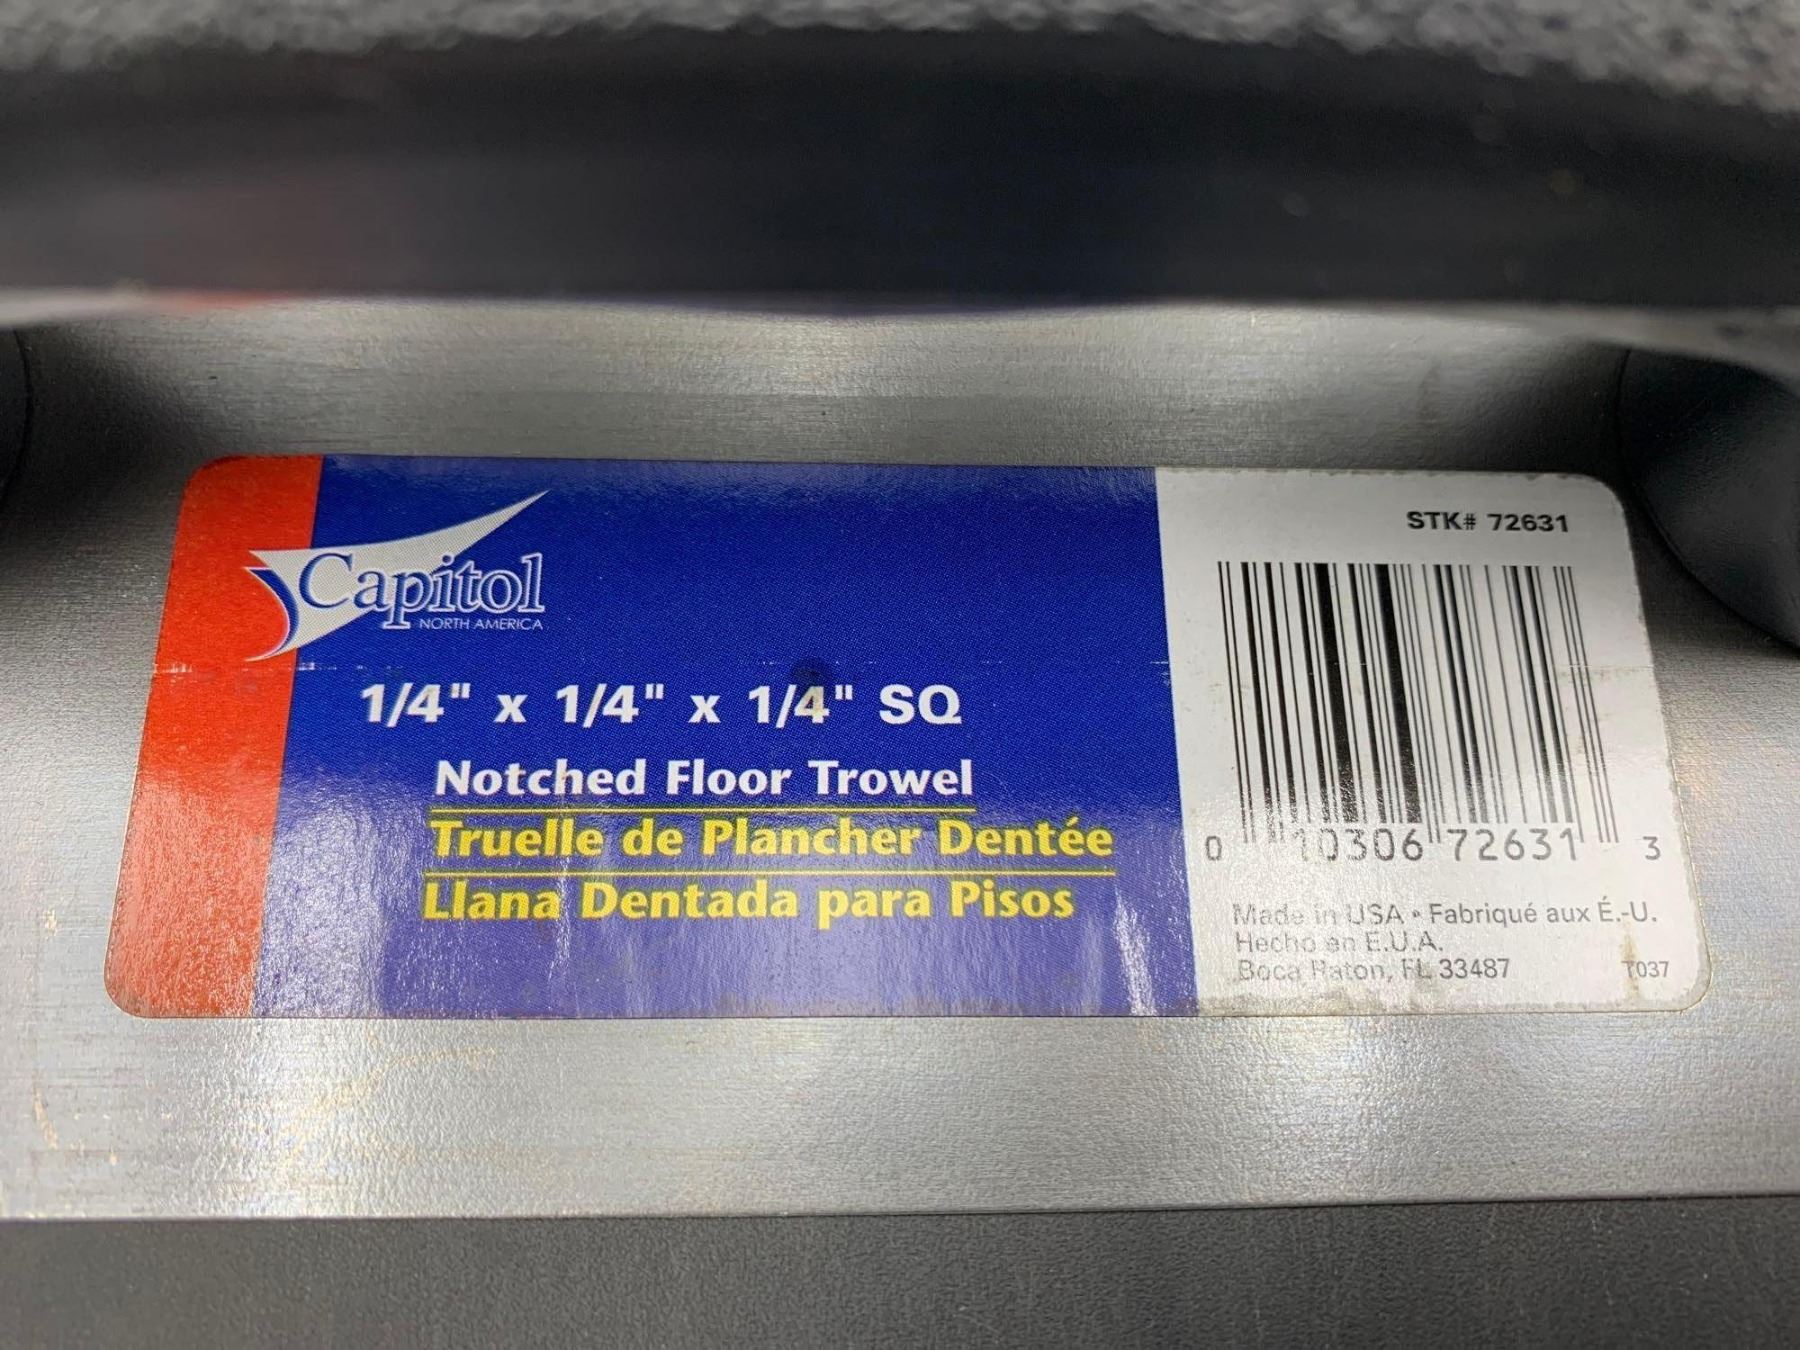 Capitol
NORTH AMERICA
1/4" x 1/4" x 1/4" SQ
Notched Floor Trowel
Truelle de Plancher Dentée
Llana Dentada para Pisos
STK# 72631
0 10306 72631 3
Made in USA • Fabriqué aux É.-U.
Hecho en E.U.A.
Boca Raton, FL 33487
T037